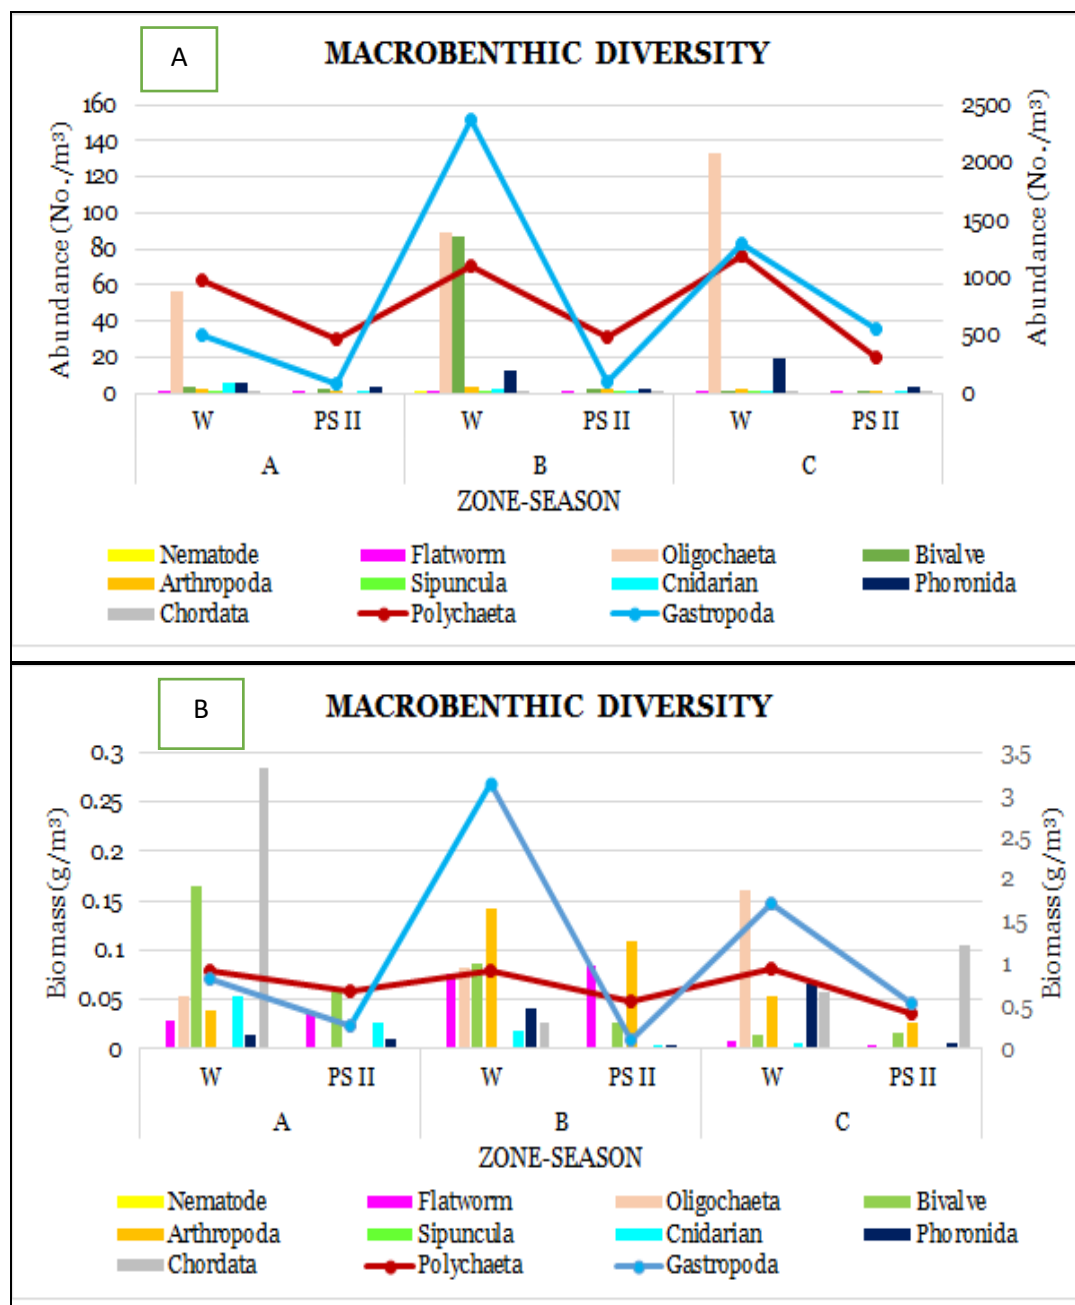 A
MACROBENTHIC DIVERSITY
Abundance (No./m³)
160
140
120
100
80
60
40
20
0
2500
2000
1500
1000
500
0
Abundance (No./m³)
W PS II W PS II W PS II
A B C
ZONE-SEASON
Nematode Flatworm Oligochaeta Bivalve
Arthropoda Sipuncula Cnidarian Phoronida
Chordata Polychaeta Gastropoda
B
MACROBENTHIC DIVERSITY
Biomass (g/m³)
0.3
0.25
0.2
0.15
0.1
0.05
0
3.5
3
2.5
2
1.5
1
0.5
0
Biomass (g/m³)
W PS II W PS II W PS II
A B C
ZONE-SEASON
Nematode Flatworm Oligochaeta Bivalve
Arthropoda Sipuncula Cnidarian Phoronida
Chordata Polychaeta Gastropoda